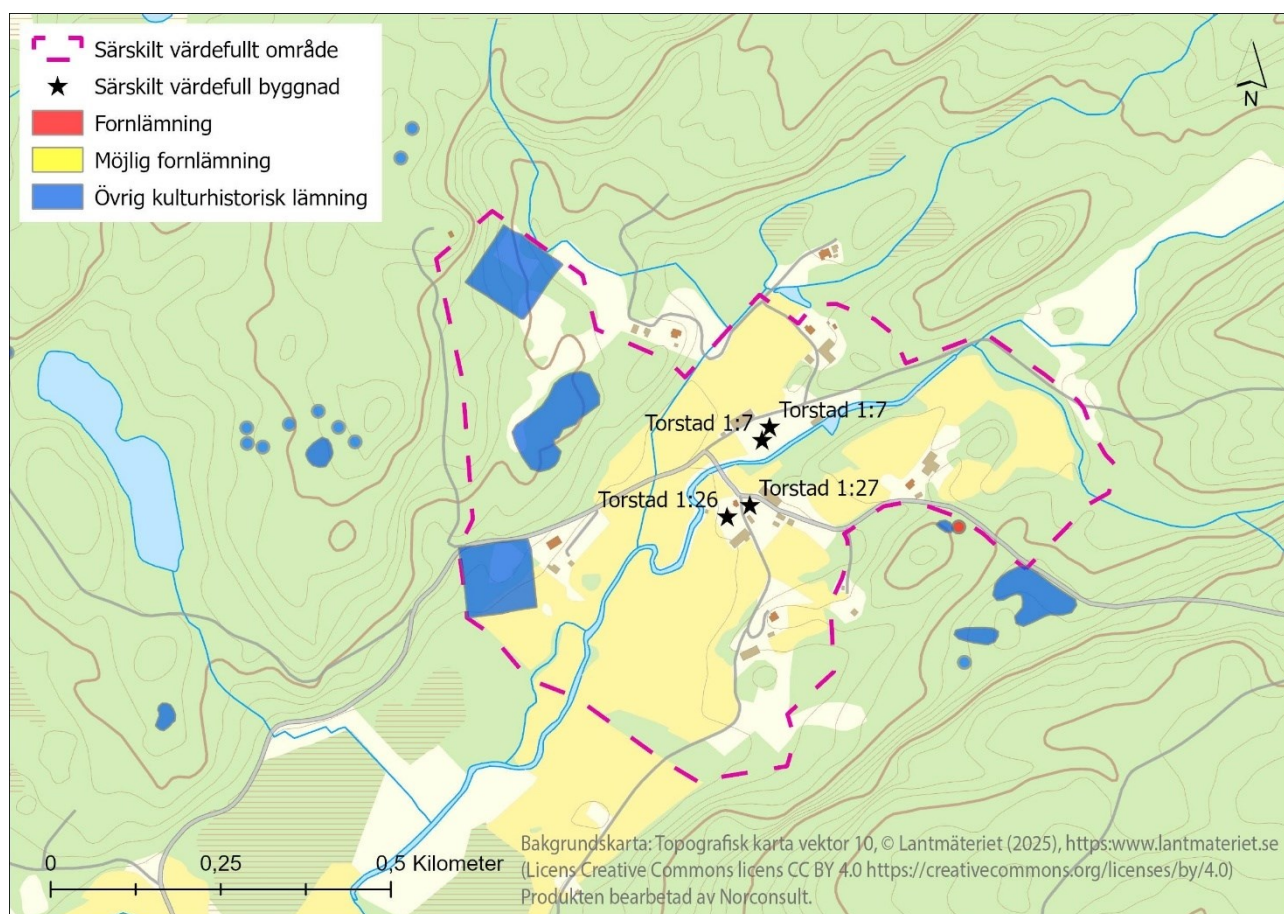 Särskilt värdefullt område
Särskilt värdefull byggnad
Fornlämning
Möjlig fornlämning
Övrig kulturhistorisk lämning
N
Torstad 1:7
Torstad 1:7
Torstad 1:27
Torstad 1:26
0
0,25
0,5 Kilometer
Bakgrundskarta: Topografisk karta vektor 10, © Lantmäteriet (2025), https:www.lantmateriet.se
(Licens Creative Commons licens CC BY 4.0 https://creativecommons.org/licenses/by/4.0)
Produkten bearbetad av Norconsult.